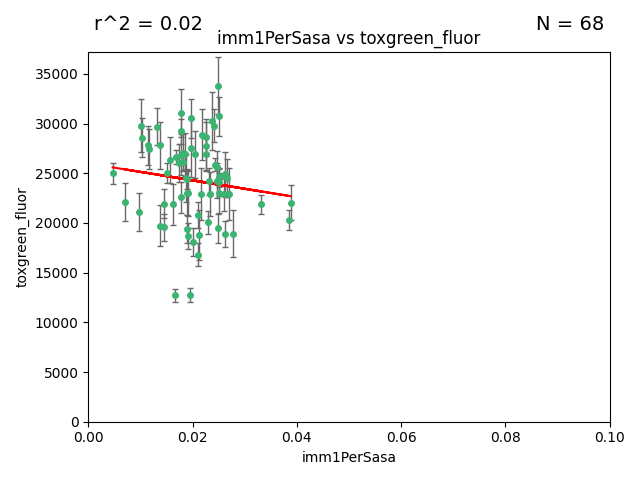 r^2 = 0.02
N = 68
imm1PerSasa vs toxgreen_fluor
35000
30000
25000
20000
15000
10000
5000
0
toxgreen_fluor
0.00
0.02
0.04
0.06
0.08
0.10
imm1PerSasa